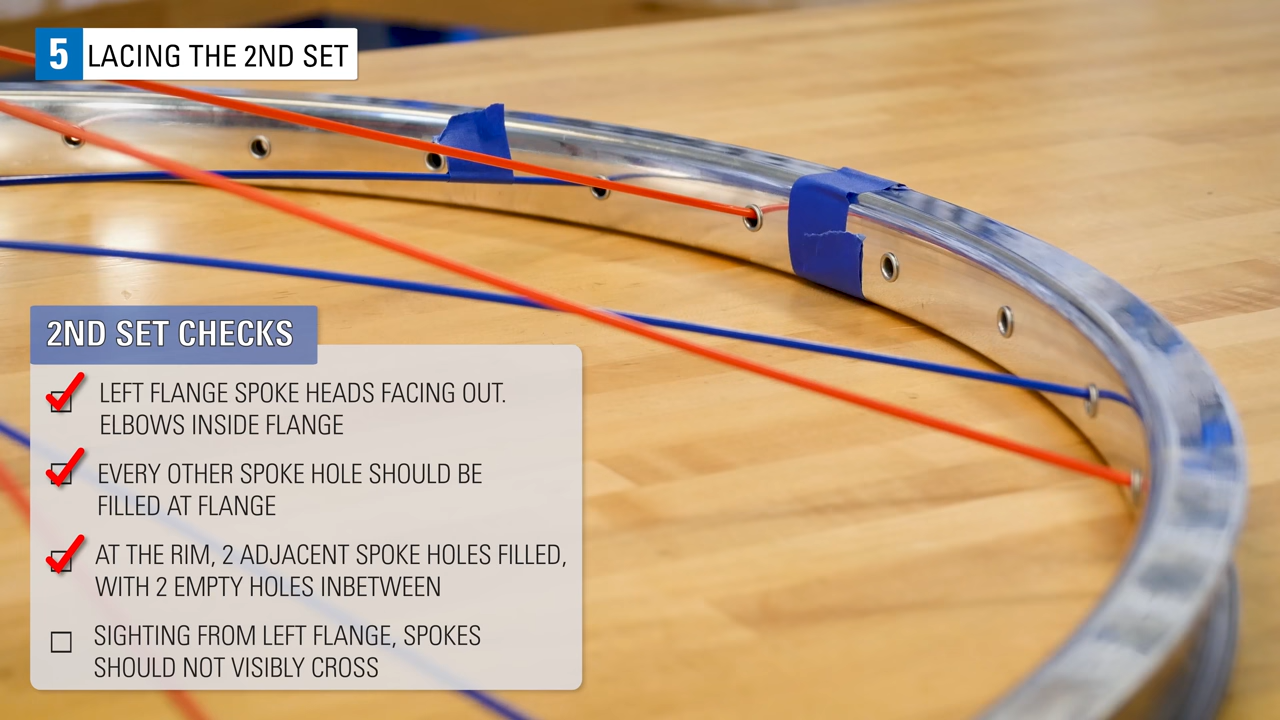 5 LACING THE 2ND SET
2ND SET CHECKS
LEFT FLANGE SPOKE HEADS FACING OUT.
ELBOWS INSIDE FLANGE
EVERY OTHER SPOKE HOLE SHOULD BE
FILLED AT FLANGE
AT THE RIM, 2 ADJACENT SPOKE HOLES FILLED,
WITH 2 EMPTY HOLES INBETWEEN
SIGHTING FROM LEFT FLANGE, SPOKES
SHOULD NOT VISIBLY CROSS